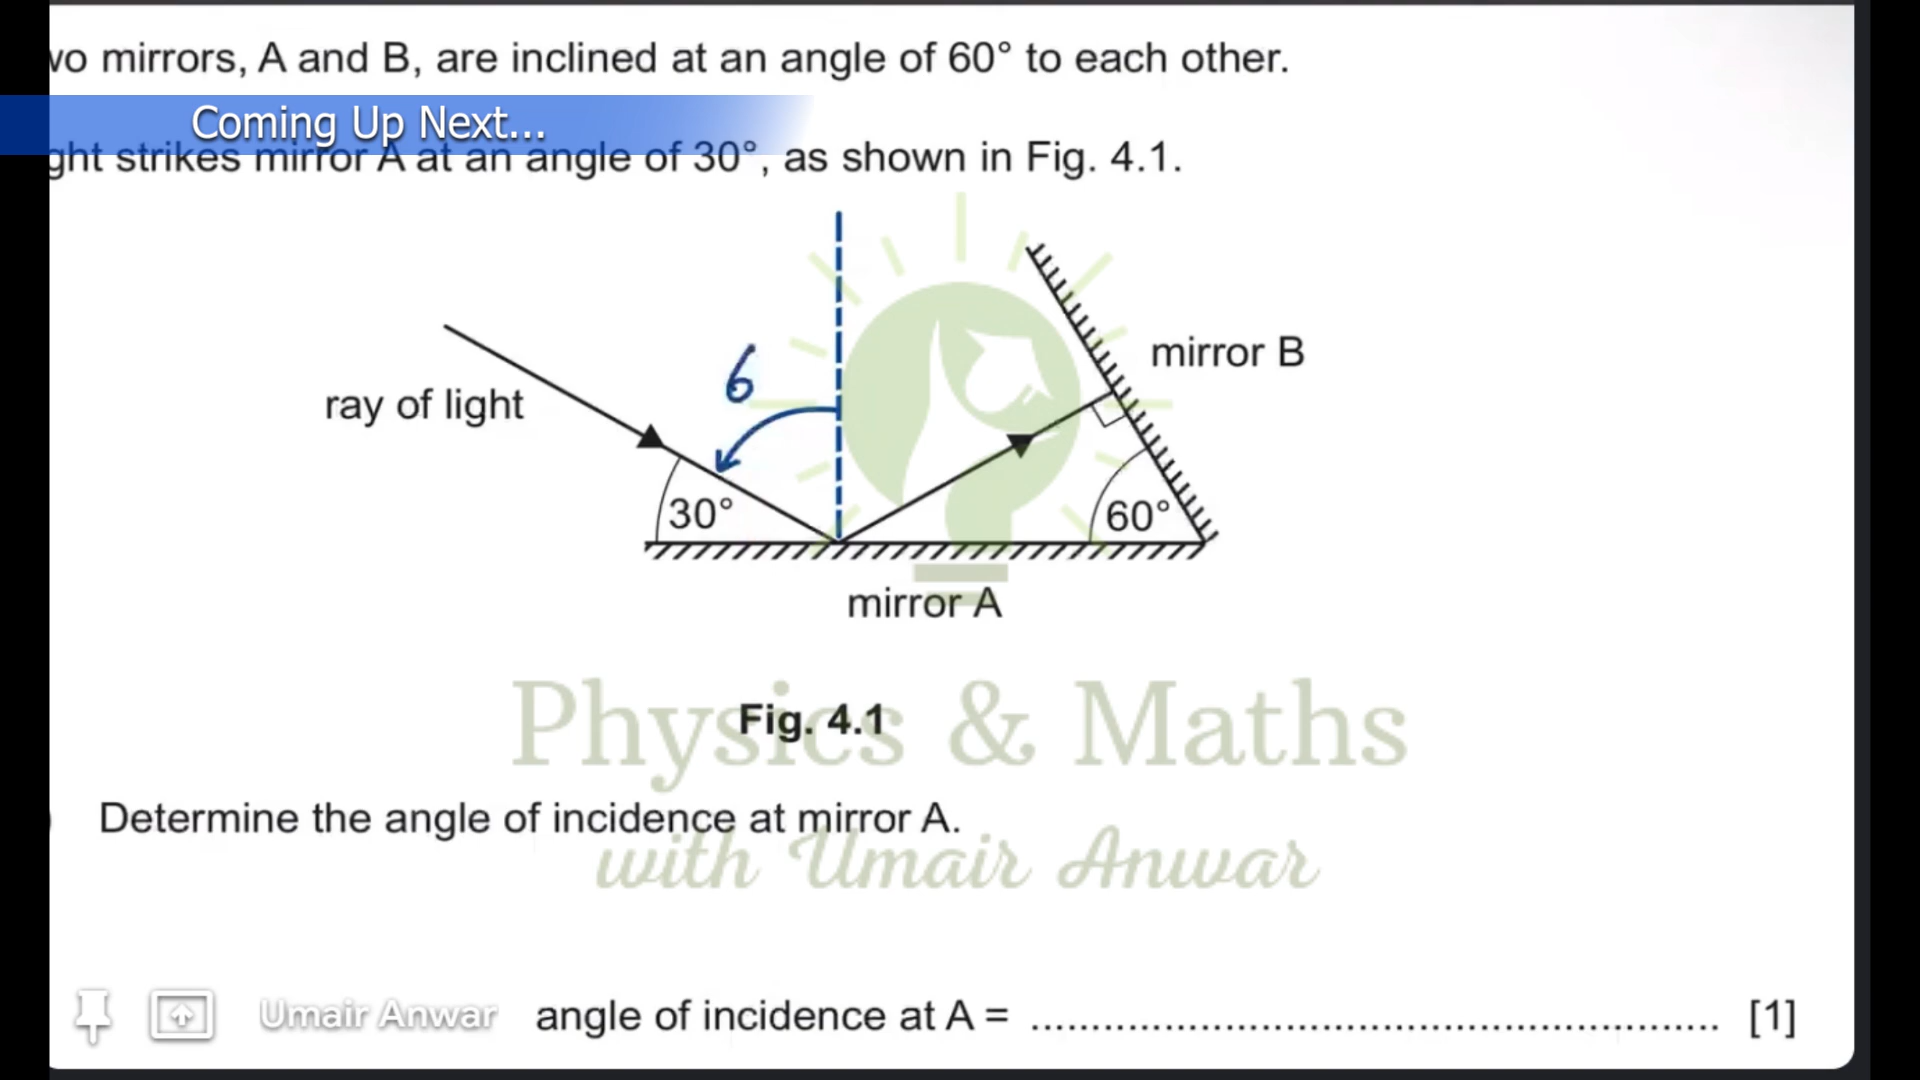 wo mirrors, A and B, are inclined at an angle of 60° to each other.
Coming Up Next...
ght strikes mirror A at an angle of 30°, as shown in Fig. 4.1.
6
mirror B
ray of light
30°
60°
mirror A
Fig. 4.1
Physics & Maths
Determine the angle of incidence at mirror A.
with Umair Anwar
Umair Anwar
angle of incidence at A = ........................................................ [1]